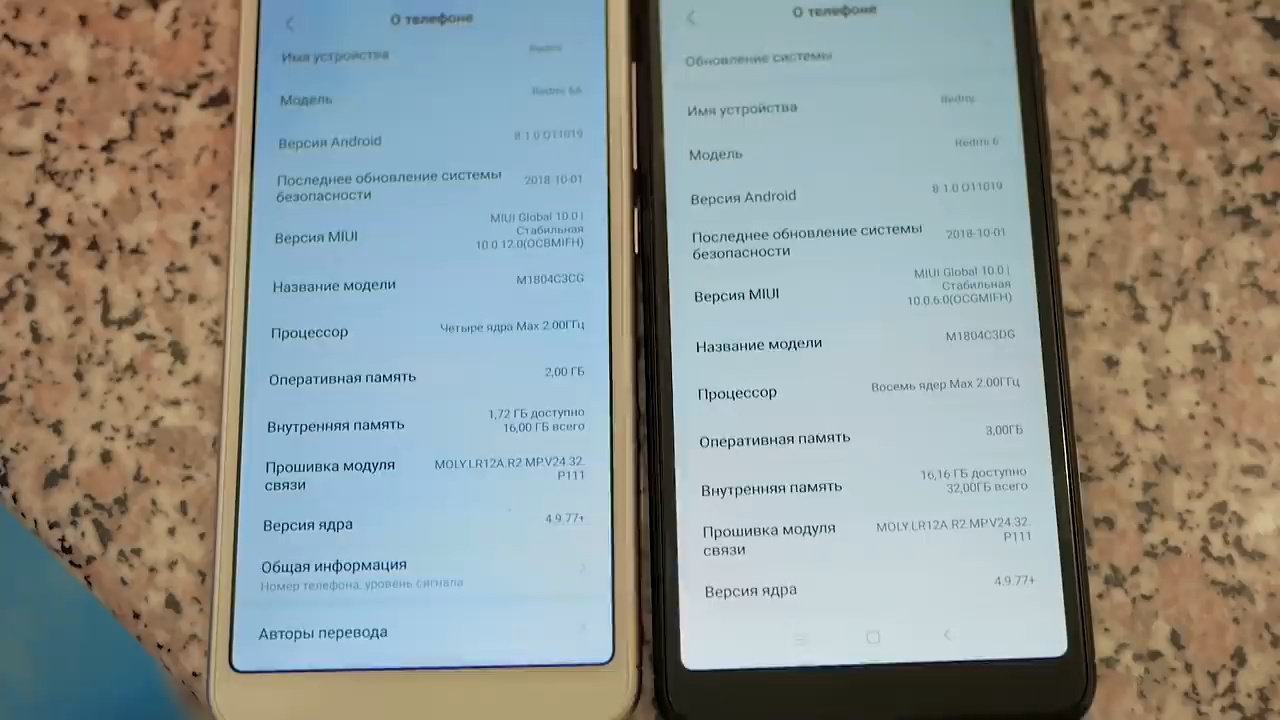 О телефоне
Имя устройства
Redmi
Модель
Redmi 6A
Версия Android
8.1.0 O11019
Последнее обновление системы
безопасности
2018-10-01
Версия MIUI
MIUI Global 10.0 |
Стабильная
10.0.12.0(OCBMIFH)
Название модели
M1804C3CG
Процессор
Четыре ядра Max 2.00ГГц
Оперативная память
2,00 ГБ
Внутренняя память
1,72 ГБ доступно
16,00 ГБ всего
Прошивка модуля
связи
MOLY.LR12A.R2.MP.V24.32.
P111
Версия ядра
4.9.77+
Общая информация
Номер телефона, уровень сигнала
Авторы перевода
О телефоне
Обновление системы
Имя устройства
Redmi
Модель
Redmi 6
Версия Android
8.1.0 O11019
Последнее обновление системы
безопасности
2018-10-01
Версия MIUI
MIUI Global 10.0 |
Стабильная
10.0.6.0(OCGMIFH)
Название модели
M1804C3DG
Процессор
Восемь ядер Max 2.00ГГц
Оперативная память
3,00ГБ
Внутренняя память
16,16 ГБ доступно
32,00ГБ всего
Прошивка модуля
связи
MOLY.LR12A.R2.MP.V24.32.
P111
Версия ядра
4.9.77+